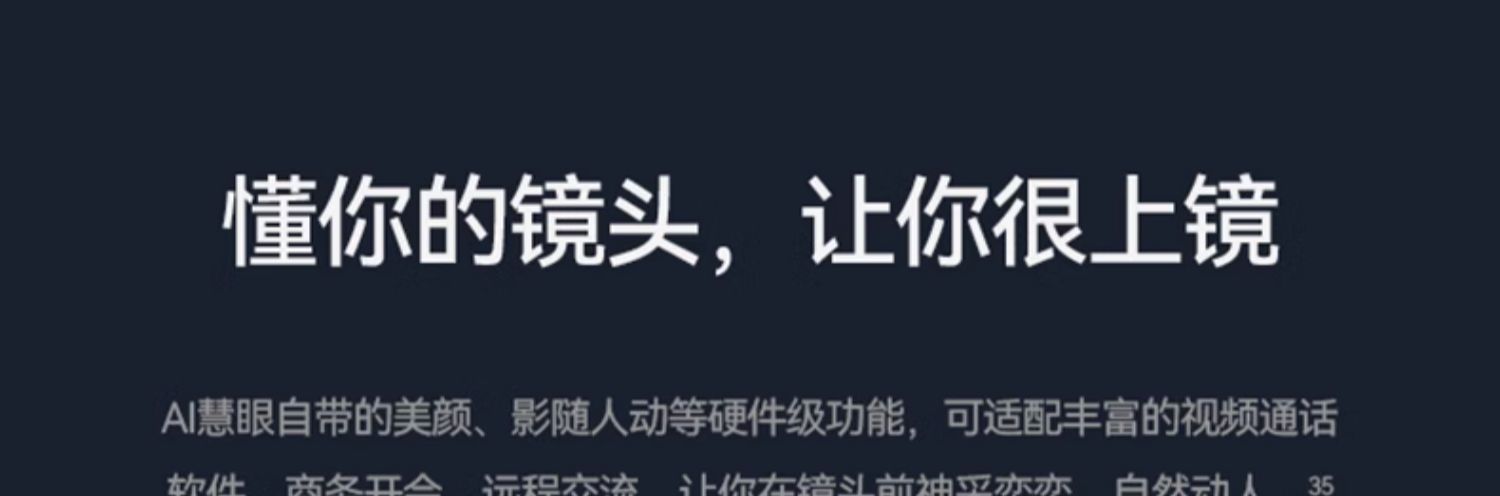 懂你的镜头，让你很上镜
AI慧眼自带的美颜、影随人动等硬件级功能，可适配丰富的视频通话
软件。商务开会、远程交流，让你在镜头前神采奕奕，自然动人。35